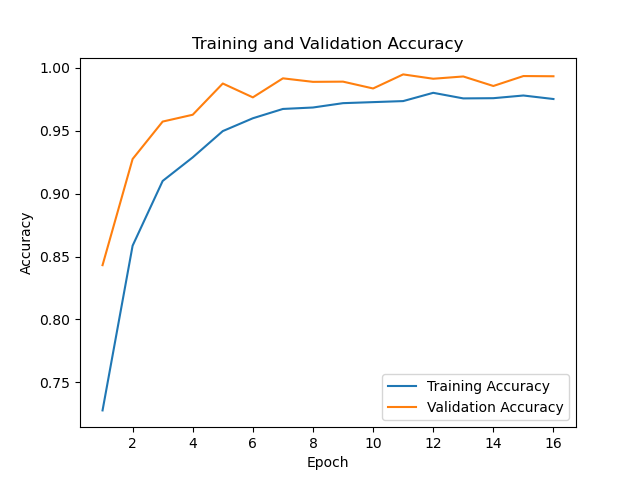 Training and Validation Accuracy
1.00
0.95
0.90
0.85
0.80
0.75
Accuracy
Training Accuracy
Validation Accuracy
2 4 6 8 10 12 14 16
Epoch